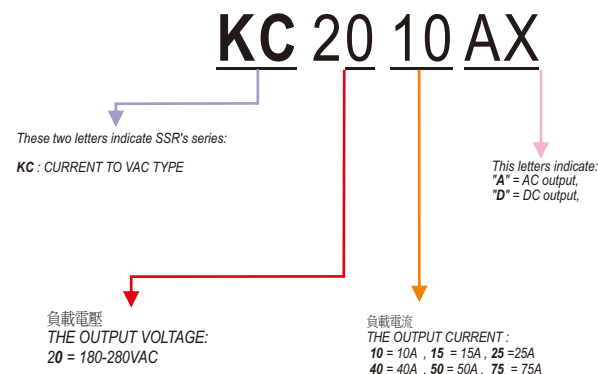 KC 20 10 AX
These two letters indicate SSR's series:
KC : CURRENT TO VAC TYPE
This letters indicate:
"A" = AC output,
"D" = DC output,
負載電壓
THE OUTPUT VOLTAGE:
20 = 180-280VAC
負載電流
THE OUTPUT CURRENT :
10 = 10A , 15 = 15A , 25 =25A
40 = 40A , 50 = 50A , 75 = 75A